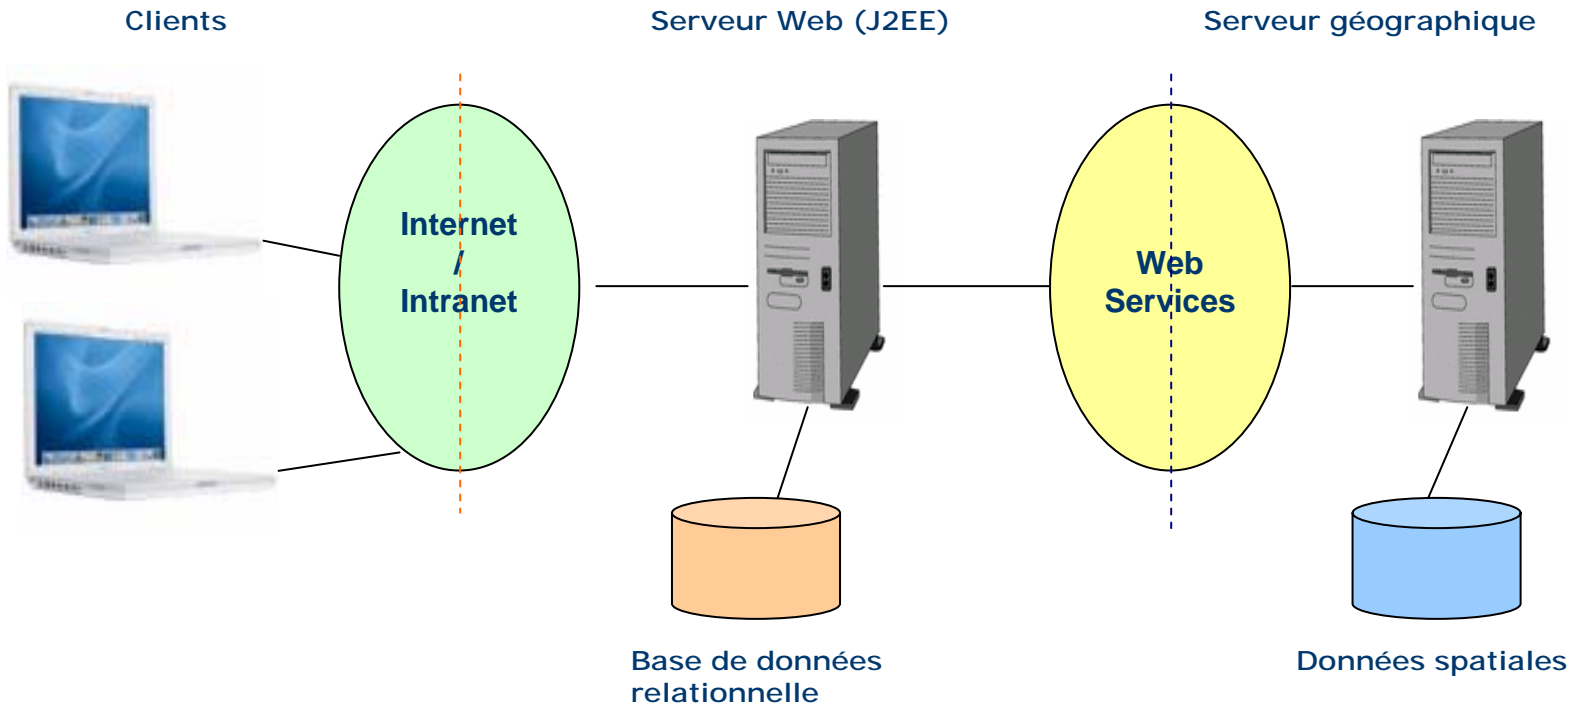 Clients
Serveur Web (J2EE)
Serveur géographique
Internet
/
Intranet
Web
Services
Base de données
relationnelle
Données spatiales